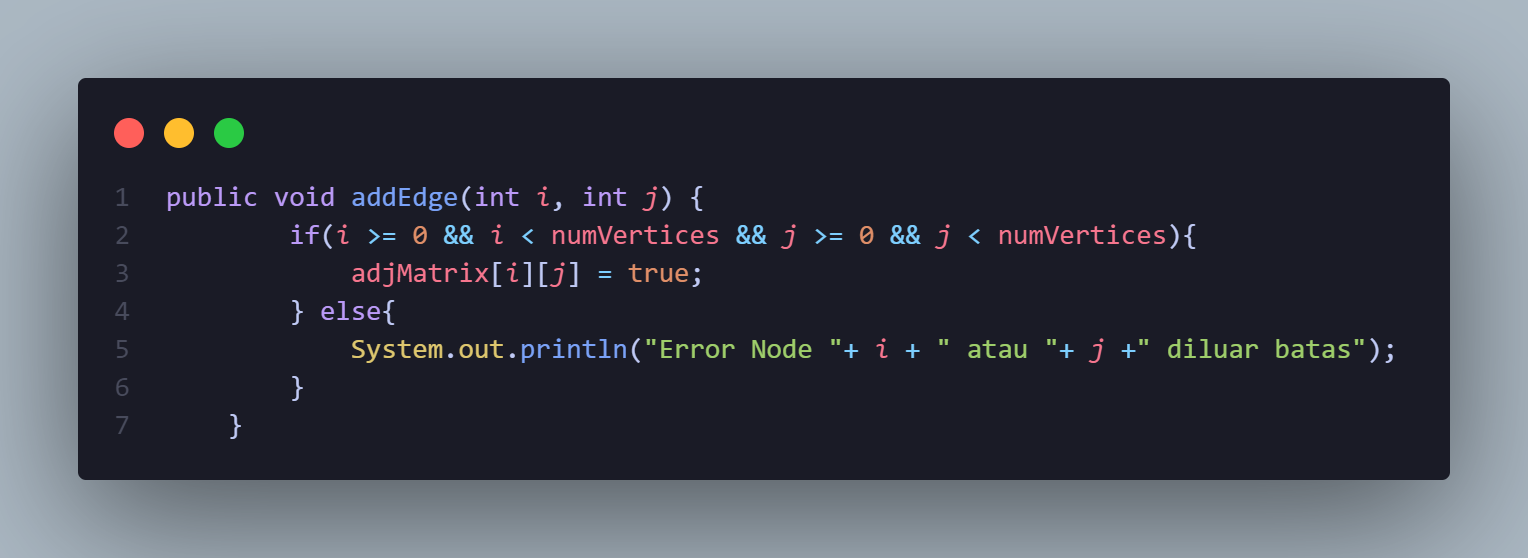 1 public void addEdge(int i, int j) {
2         if(i >= 0 && i < numVertices && j >= 0 && j < numVertices){
3             adjMatrix[i][j] = true;
4         } else{
5             System.out.println("Error Node "+ i + " atau "+ j +" diluar batas");
6         }
7     }